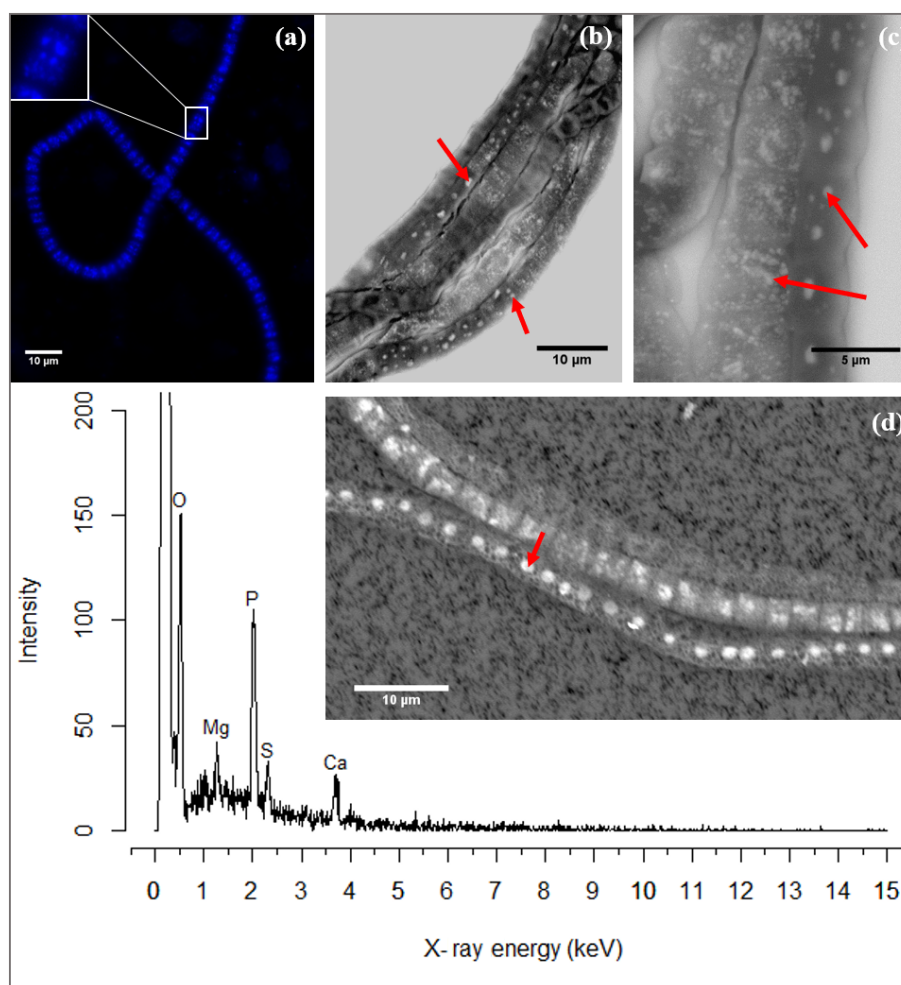 (a)
(b)
(c)
10 µm
10 µm
5 µm
200
150
100
50
0
Intensity
O
P
Mg
S
Ca
(d)
10 µm
0 1 2 3 4 5 6 7 8 9 10 11 12 13 14 15
X- ray energy (keV)